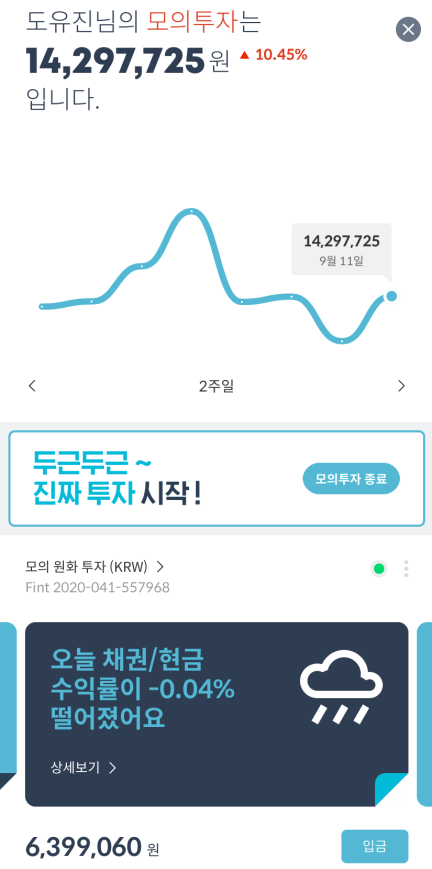 도유진님의 모의투자는
14,297,725 원 ▲ 10.45%
입니다.
14,297,725
9월 11일
2주일
두근두근 ~
진짜 투자 시작!
모의투자 종료
모의 원화 투자 (KRW) >
Fint 2020-041-557968
오늘 채권/현금
수익률이 -0.04%
떨어졌어요
상세보기 >
6,399,060 원
입금